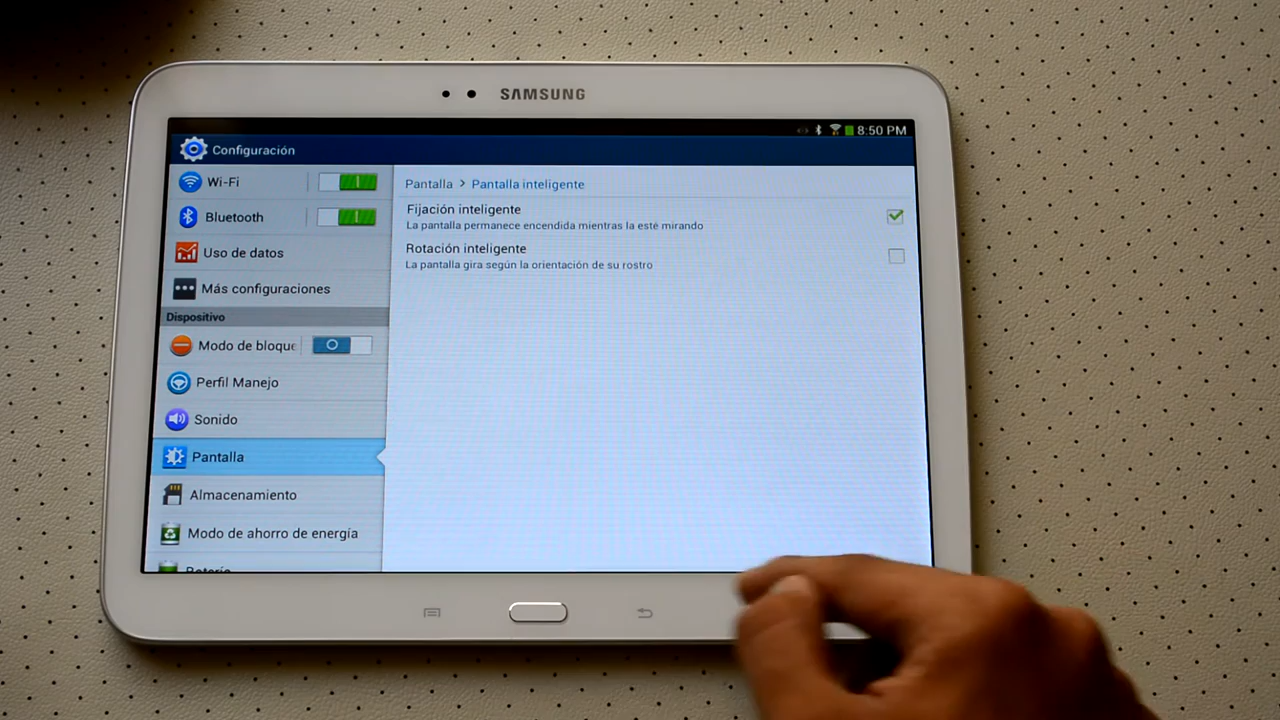 SAMSUNG
8:50 PM
Configuración
Wi-Fi
Bluetooth
Uso de datos
Más configuraciones
Dispositivo
Modo de bloque
Perfil Manejo
Sonido
Pantalla
Almacenamiento
Modo de ahorro de energía
Batería
Pantalla > Pantalla inteligente
Fijación inteligente
La pantalla permanece encendida mientras la esté mirando
Rotación inteligente
La pantalla gira según la orientación de su rostro